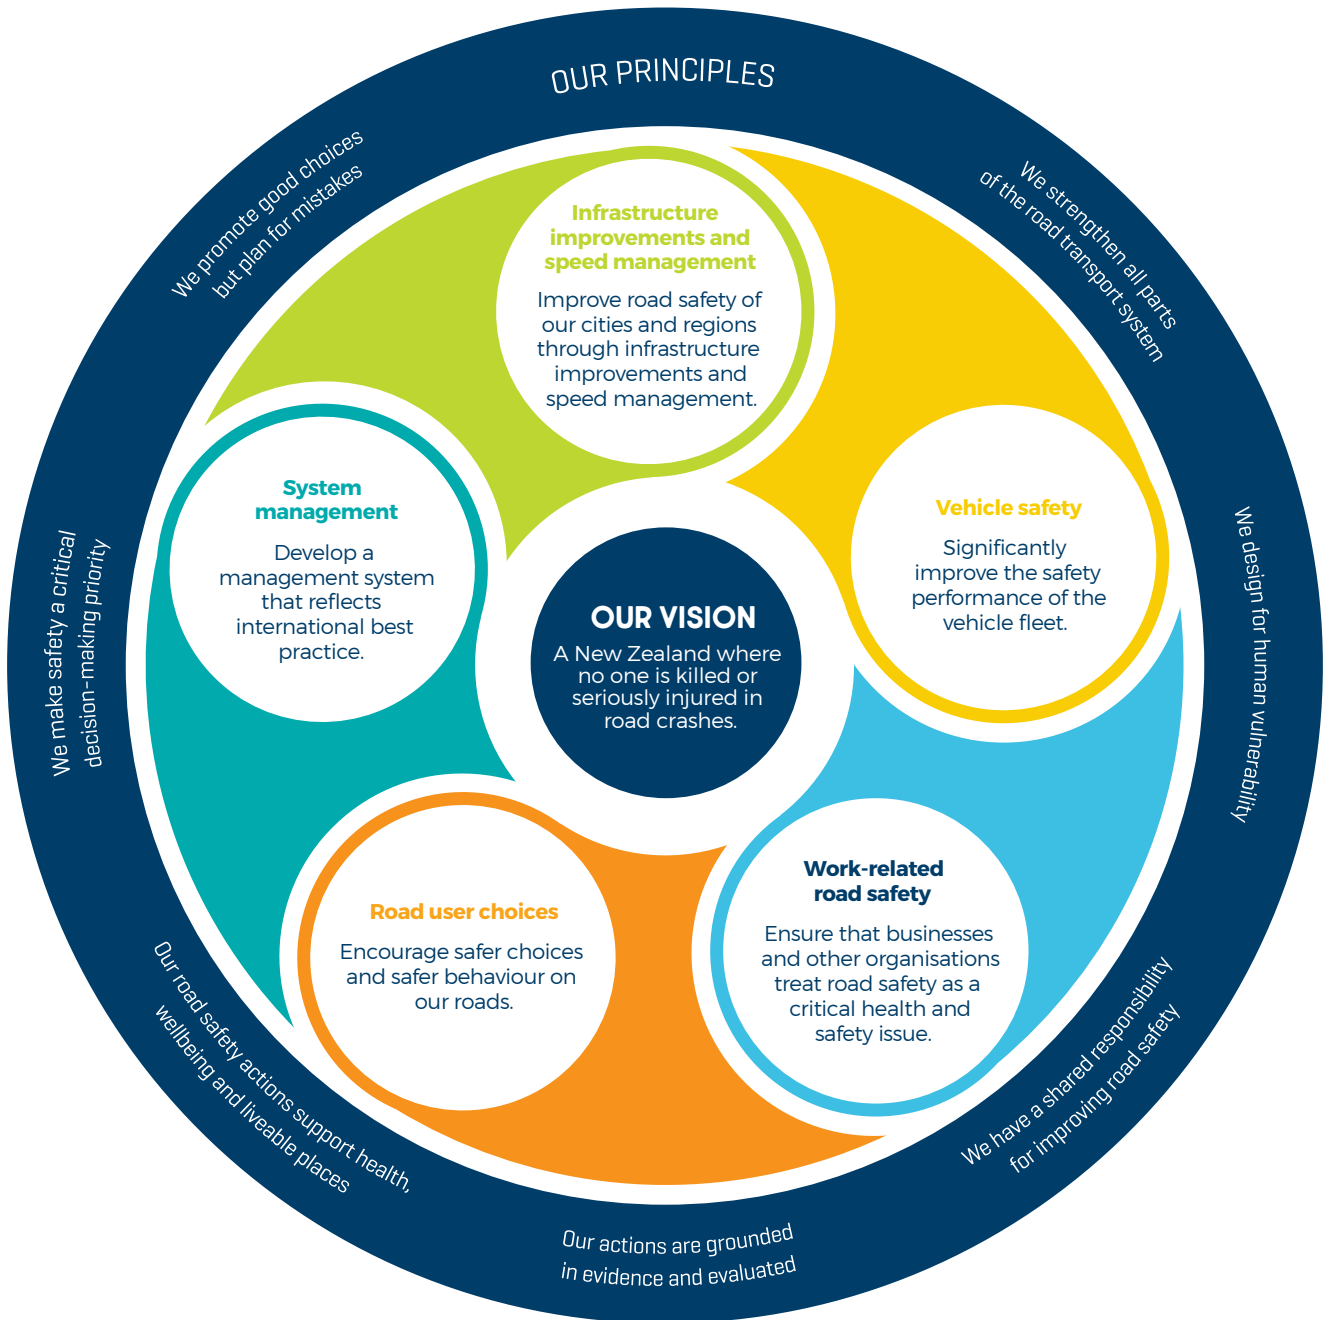 OUR PRINCIPLES
We promote good choices
but plan for mistakes
We strengthen all parts
of the road transport system
We design for human vulnerability
We have a shared responsibility
for improving road safety
Our actions are grounded
in evidence and evaluated
Our road safety actions support health,
wellbeing and liveable places
We make safety a critical
decision-making priority
Infrastructure
improvements and
speed management
Improve road safety of
our cities and regions
through infrastructure
improvements and
speed management.
Vehicle safety
Significantly
improve the safety
performance of the
vehicle fleet.
Work-related
road safety
Ensure that businesses
and other organisations
treat road safety as a
critical health and
safety issue.
Road user choices
Encourage safer choices
and safer behaviour on
our roads.
System
management
Develop a
management system
that reflects
international best
practice.
OUR VISION
A New Zealand where
no one is killed or
seriously injured in
road crashes.